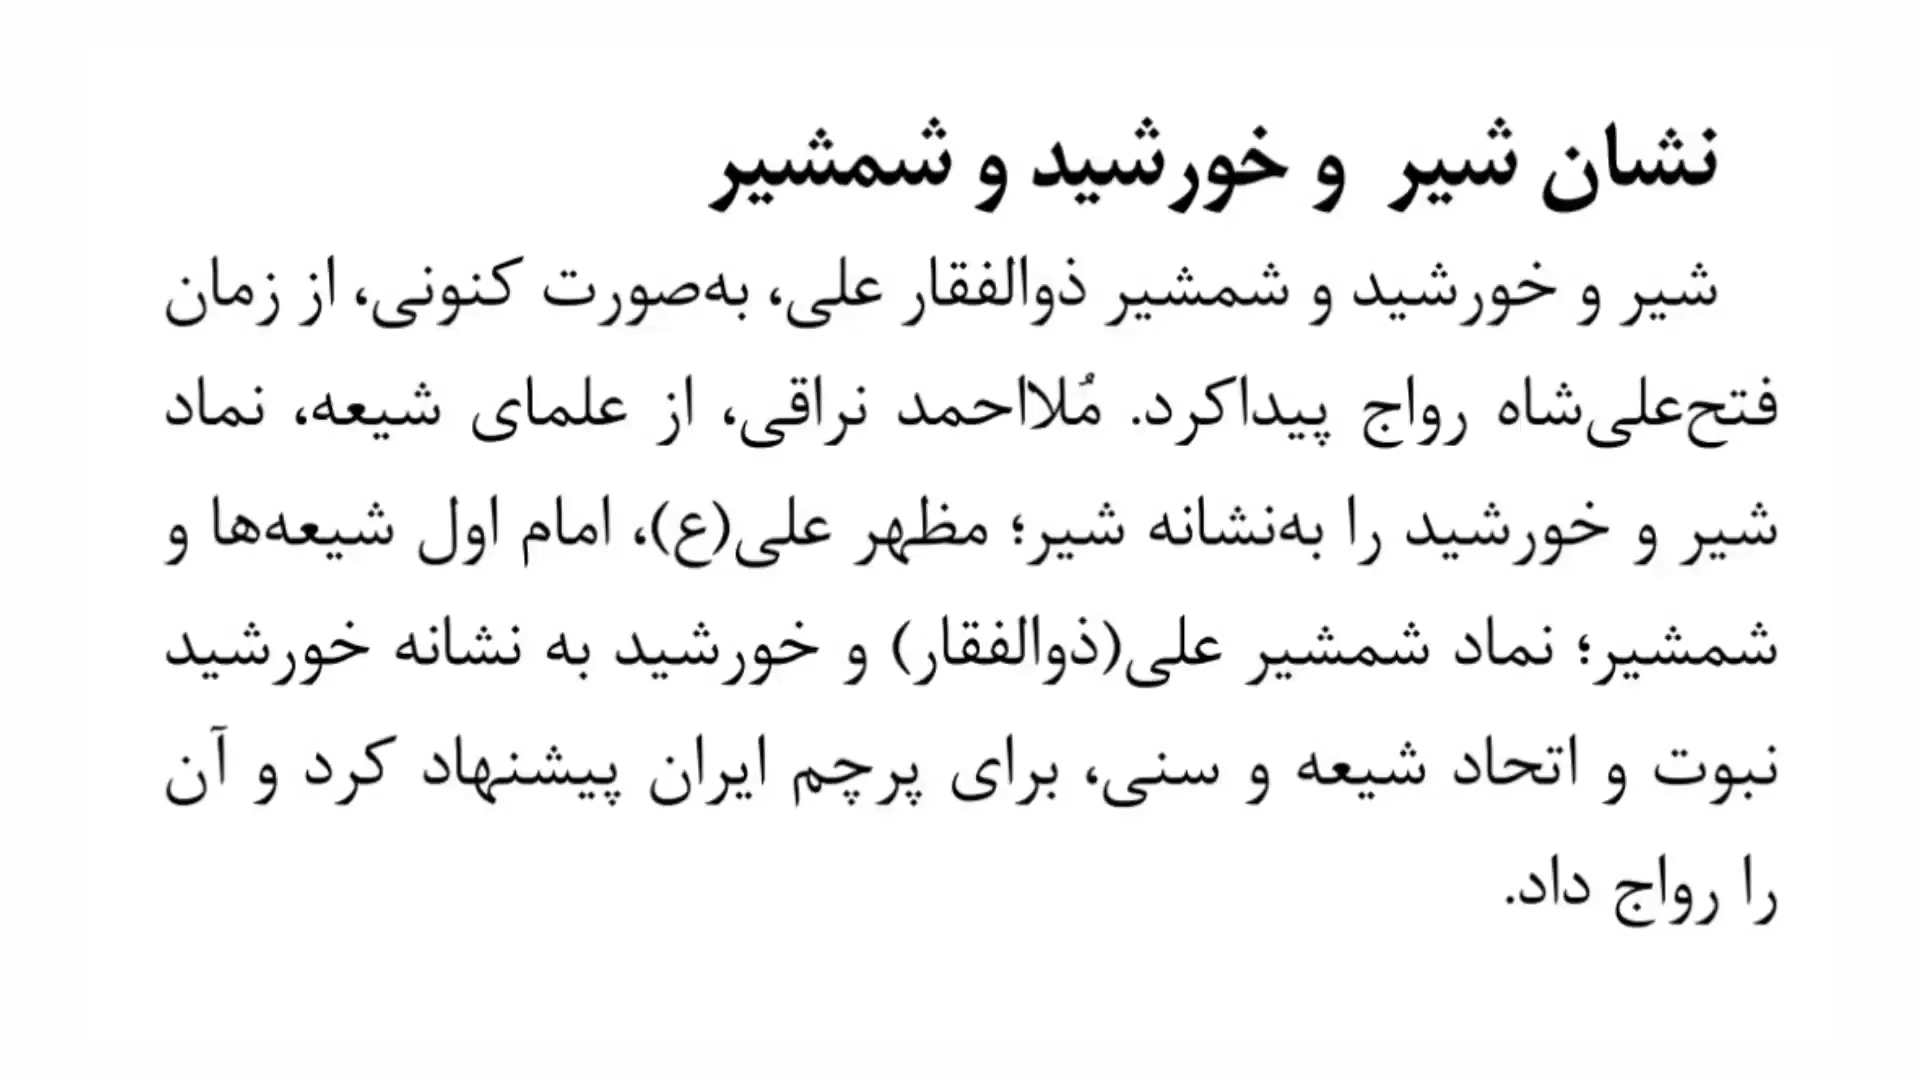 نشان شیر و خورشید و شمشیر
شیر و خورشید و شمشیر ذوالفقار علی، به‌صورت کنونی، از زمان
فتح‌علی‌شاه رواج پیداکرد. مُلااحمد نراقی، از علمای شیعه، نماد
شیر و خورشید را به‌نشانه شیر؛ مظهر علی(ع)، امام اول شیعه‌ها و
شمشیر؛ نماد شمشیر علی(ذوالفقار) و خورشید به نشانه خورشید
نبوت و اتحاد شیعه و سنی، برای پرچم ایران پیشنهاد کرد و آن
را رواج داد.